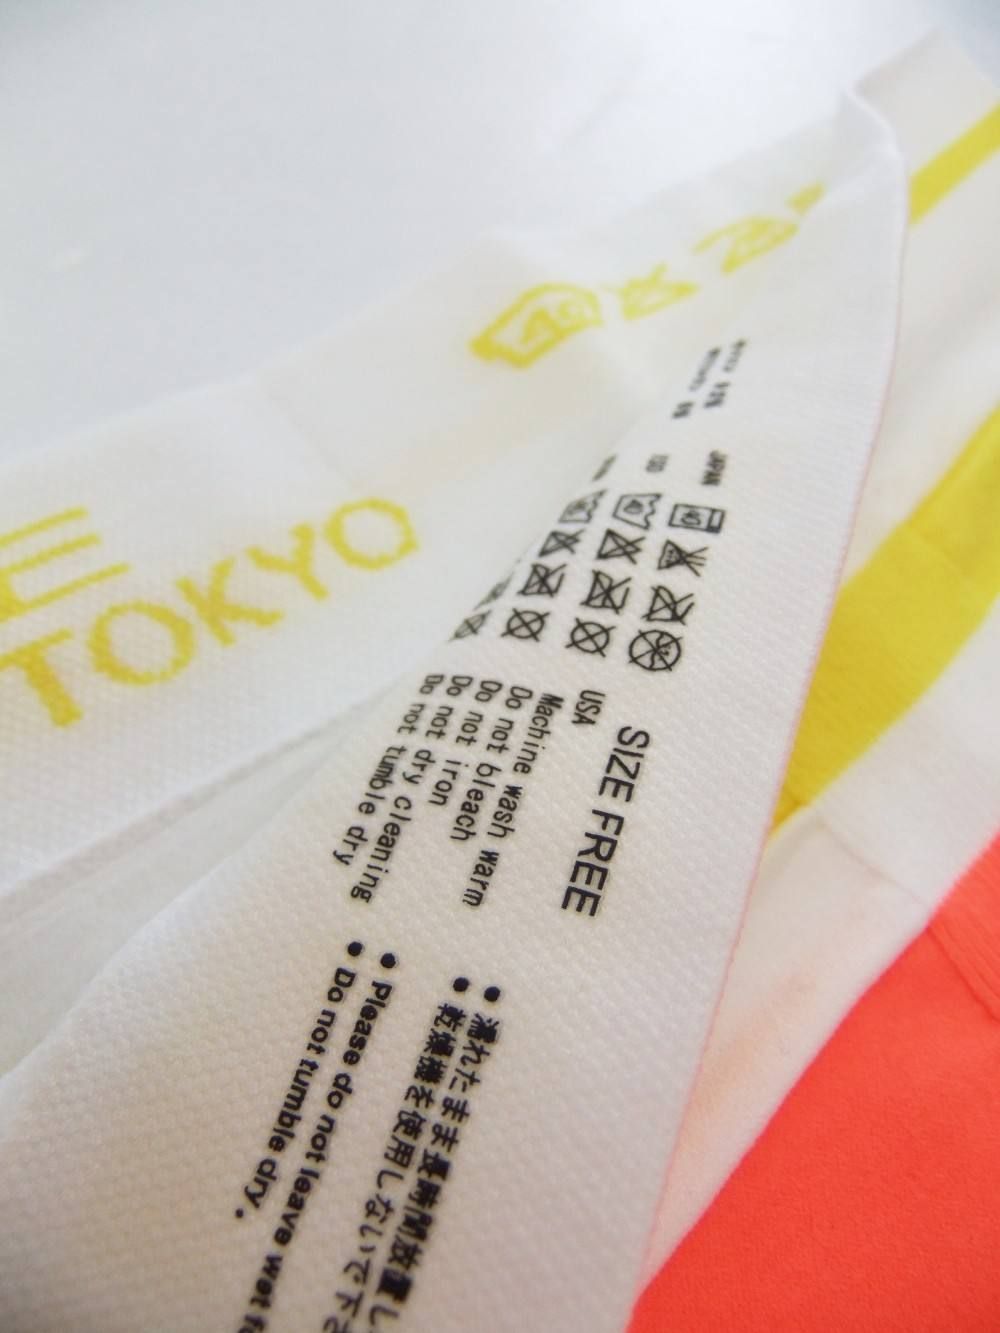 E
TOKYO
JAPAN
SIZE FREE
USA
Machine wash warm
Do not bleach
Do not iron
Do not dry cleaning
Do not tumble dry
● 濡れたまま長時間放置し
● 乾燥機を使用しないで下さ
● Please do not leave wet fo
● Do not tumble dry.